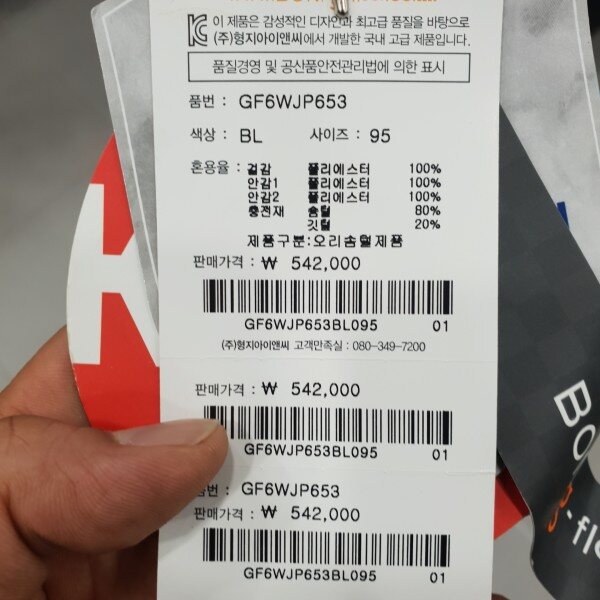 이 제품은 감성적인 디자인과 최고급 품질을 바탕으로
(주)형지아이앤씨에서 개발한 국내 고급 제품입니다.
품질경영 및 공산품안전관리법에 의한 표시
품번 : GF6WJP653
색상 : BL 사이즈 : 95
혼용율 : 겉감 폴리에스터 100%
안감1 폴리에스터 100%
안감2 폴리에스터 100%
충전재 솜털 80%
깃털 20%
제품구분:오리솜털제품
판매가격 : ₩ 542,000
GF6WJP653BL095 01
(주)형지아이앤씨 고객만족실 : 080-349-7200
판매가격 : ₩ 542,000
GF6WJP653BL095 01
번 : GF6WJP653
판매가격 : ₩ 542,000
GF6WJP653BL095 01